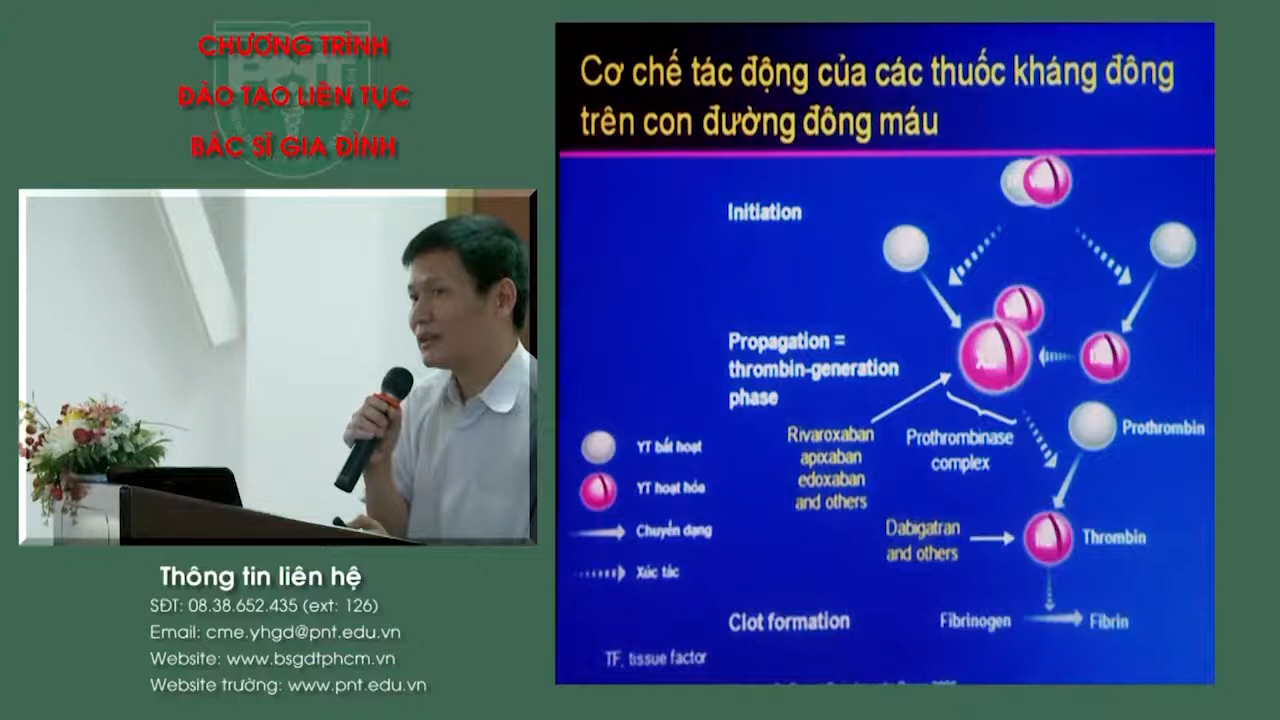 CHƯƠNG TRÌNH
ĐÀO TẠO LIÊN TỤC
BÁC SĨ GIA ĐÌNH
Thông tin liên hệ
SĐT: 08.38.652.435 (ext: 126)
Email: cme.yhgd@pnt.edu.vn
Website: www.bsgdtphcm.vn
Website trường: www.pnt.edu.vn
Cơ chế tác động của các thuốc kháng đông
trên con đường đông máu
Initiation
Propagation =
thrombin-generation
phase
Rivaroxaban
apixaban
edoxaban
and others
Prothrombinase
complex
Prothrombin
YT bất hoạt
YT hoạt hóa
Chuyển dạng
Xúc tác
Dabigatran
and others
Thrombin
Clot formation
Fibrinogen
Fibrin
TF, tissue factor